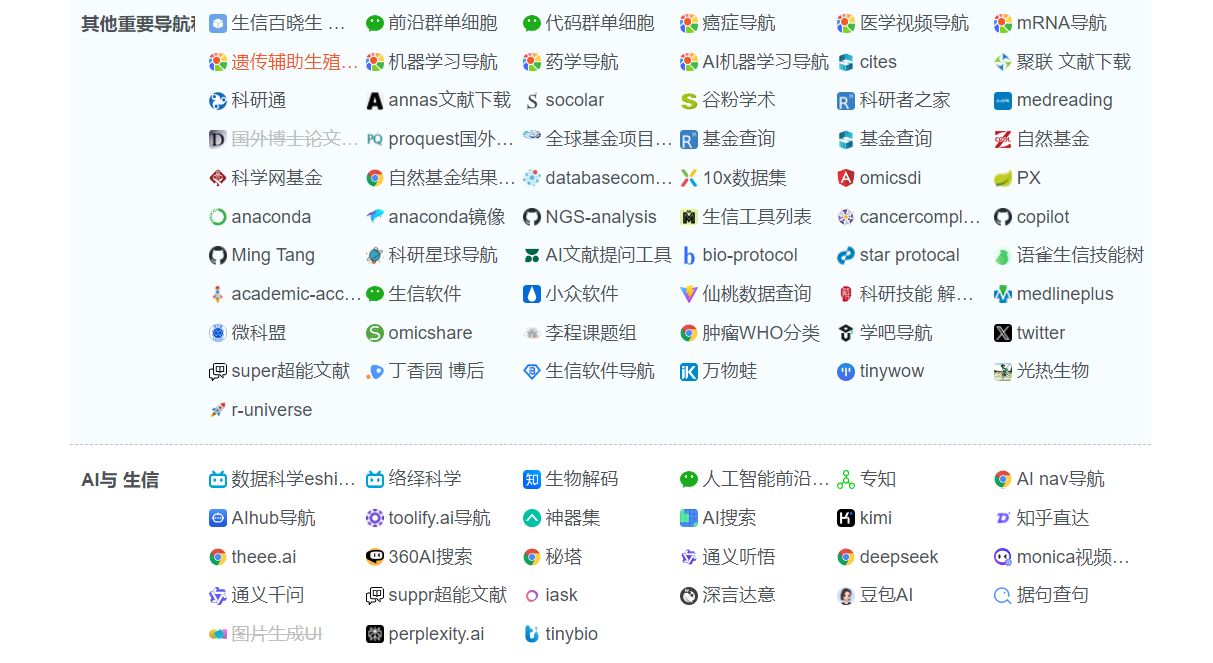 其他重要导航和 生信百晓生 … 前沿群单细胞 代码群单细胞 癌症导航 医学视频导航 mRNA导航
遗传辅助生殖… 机器学习导航 药学导航 AI机器学习导航 cites 聚联 文献下载
科研通 annas文献下载 socolar 谷粉学术 科研者之家 medreading
国外博士论文… proquest国外… 全球基金项目… 基金查询 基金查询 自然基金
科学网基金 自然基金结果… databasecom… 10x数据集 omicsdi PX
anaconda anaconda镜像 NGS-analysis 生信工具列表 cancercompl… copilot
Ming Tang 科研星球导航 AI文献提问工具 bio-protocol star protocal 语雀生信技能树
academic-acc… 生信软件 小众软件 仙桃数据查询 科研技能 解… medlineplus
微科盟 omicshare 李程课题组 肿瘤WHO分类 学吧导航 twitter
super超能文献 丁香园 博后 生信软件导航 万物蛙 tinywow 光热生物
r-universe
AI与 生信 数据科学eshi… 络绎科学 生物解码 人工智能前沿… 专知 AI nav导航
AIhub导航 toolify.ai导航 神器集 AI搜索 kimi 知乎直达
theee.ai 360AI搜索 秘塔 通义听悟 deepseek monica视频…
通义千问 suppr超能文献 iask 深言达意 豆包AI 据句查句
图片生成UI perplexity.ai tinybio